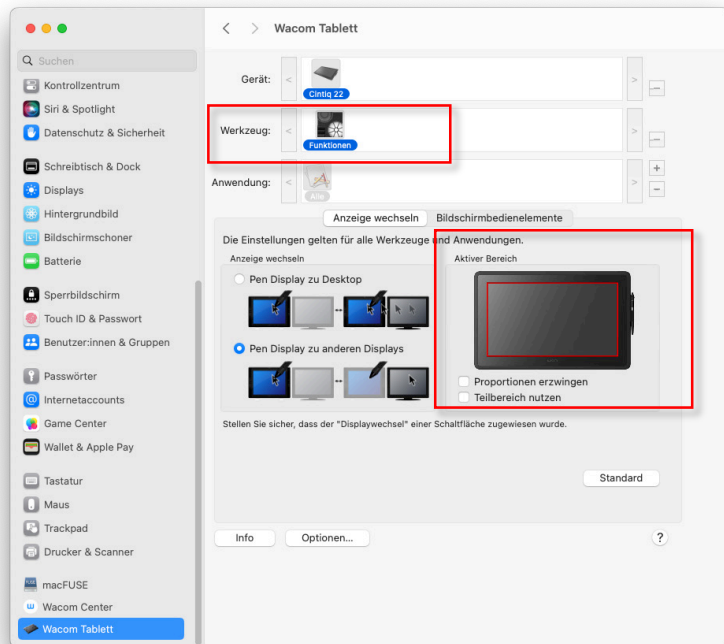 Wacom Tablett
Suchen
Kontrollzentrum
Siri & Spotlight
Datenschutz & Sicherheit
Schreibtisch & Dock
Displays
Hintergrundbild
Bildschirmschoner
Batterie
Sperrbildschirm
Touch ID & Passwort
Benutzer:innen & Gruppen
Passwörter
Internetaccounts
Game Center
Wallet & Apple Pay
Tastatur
Maus
Trackpad
Drucker & Scanner
macFUSE
Wacom Center
Wacom Tablett
Gerät:
Cintiq 22
Werkzeug:
Funktionen
Anwendung:
Alle
Anzeige wechseln
Bildschirmbedienelemente
Die Einstellungen gelten für alle Werkzeuge und Anwendungen.
Anzeige wechseln
Pen Display zu Desktop
Pen Display zu anderen Displays
Aktiver Bereich
Proportionen erzwingen
Teilbereich nutzen
Stellen Sie sicher, dass der "Displaywechsel" einer Schaltfläche zugewiesen wurde.
Standard
Info
Optionen...
?